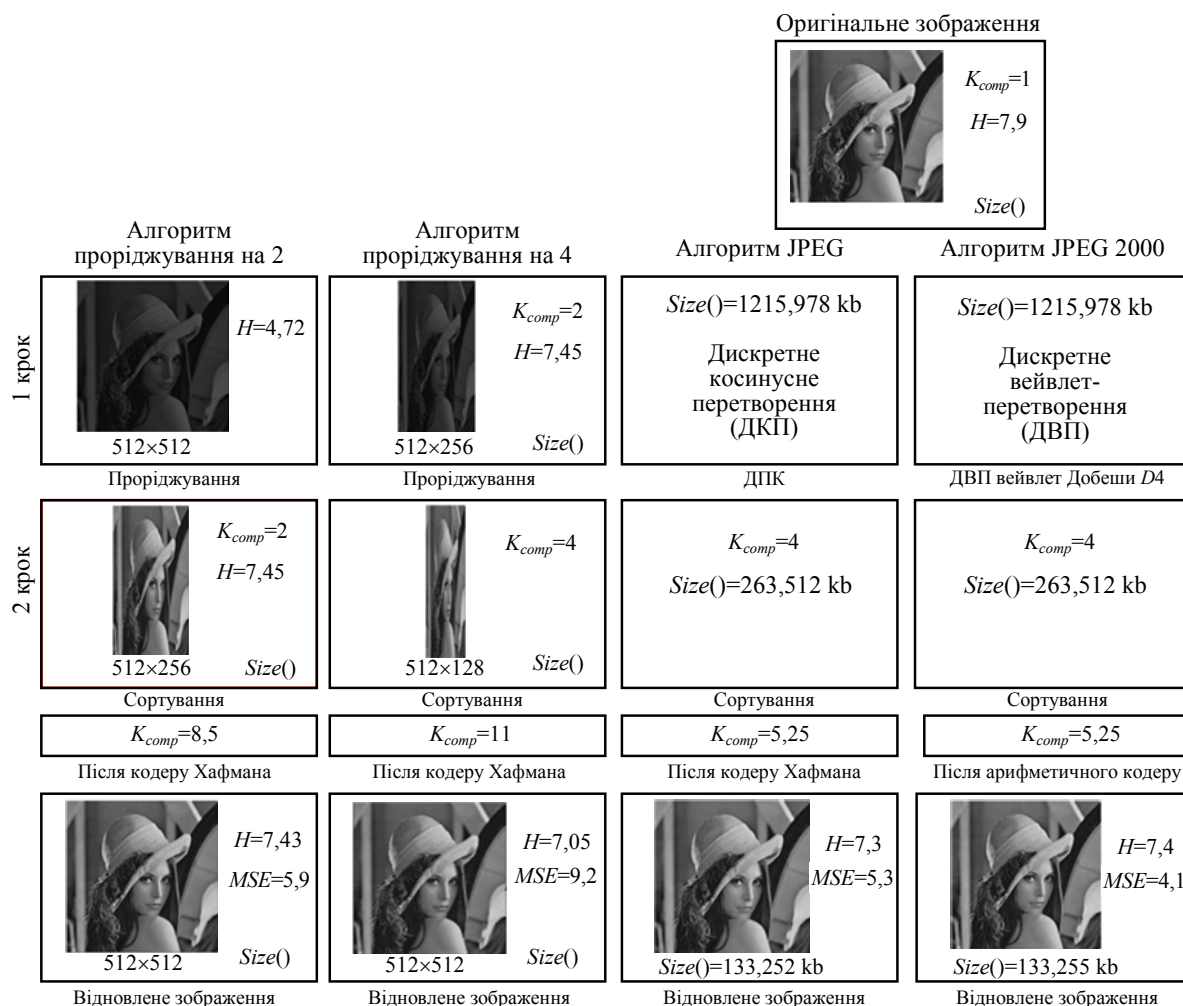 Оригінальне зображення
K_comp=1
H=7,9
Size()
Алгоритм
проріджування на 2
Алгоритм
проріджування на 4
Алгоритм JPEG
Алгоритм JPEG 2000
1 крок
H=4,72
512×512
Проріджування
K_comp=2
H=7,45
512×256
Size()
Проріджування
Size()=1215,978 kb
Дискретне
косинусне
перетворення
(ДКП)
ДПК
Size()=1215,978 kb
Дискретне
вейвлет-
перетворення
(ДВП)
ДВП вейвлет Добеши D4
2 крок
K_comp=2
H=7,45
512×256
Size()
Сортування
K_comp=4
512×128
Size()
Сортування
K_comp=4
Size()=263,512 kb
Сортування
K_comp=4
Size()=263,512 kb
Сортування
K_comp=8,5
K_comp=11
K_comp=5,25
K_comp=5,25
Після кодеру Хафмана
Після кодеру Хафмана
Після кодеру Хафмана
Після арифметичного кодеру
H=7,43
MSE=5,9
512×512
Size()
Відновлене зображення
H=7,05
MSE=9,2
512×512
Size()
Відновлене зображення
H=7,3
MSE=5,3
Size()=133,252 kb
Відновлене зображення
H=7,4
MSE=4,1
Size()=133,255 kb
Відновлене зображення